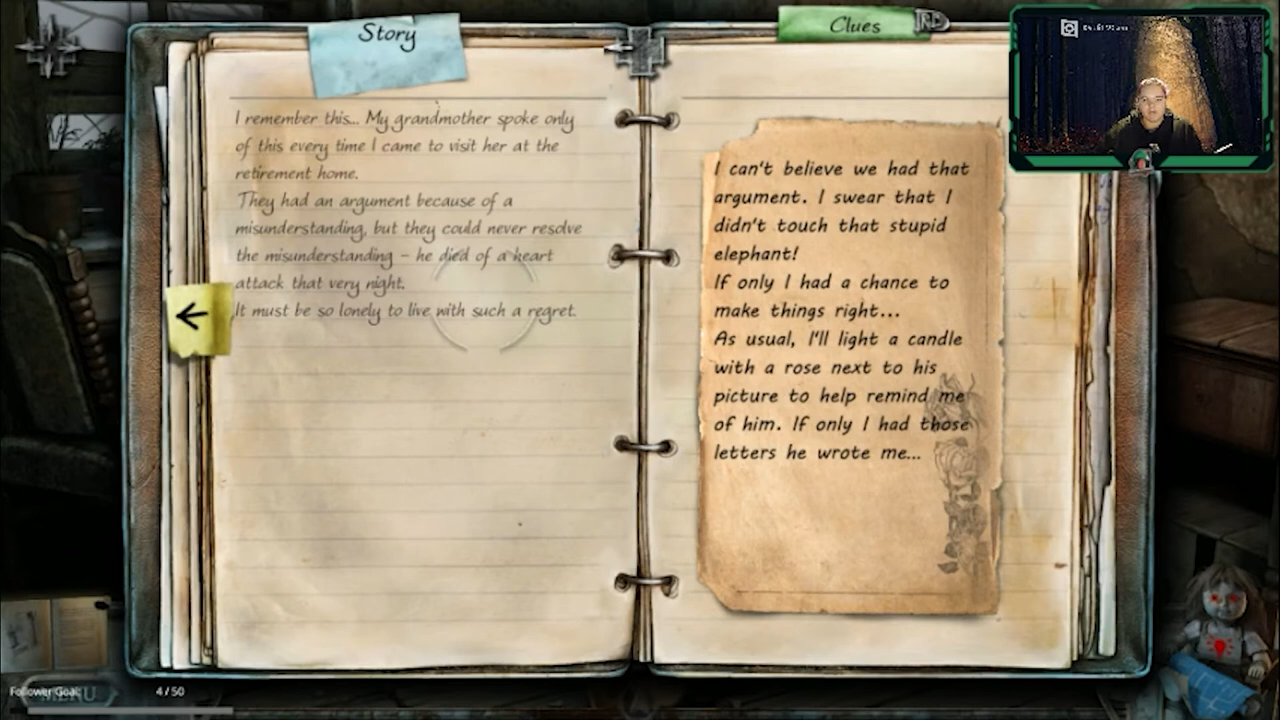 Story
I remember this... My grandmother spoke only
of this every time I came to visit her at the
retirement home.
They had an argument because of a
misunderstanding, but they could never resolve
the misunderstanding – he died of a heart
attack that very night.
It must be so lonely to live with such a regret.
Clues
I can't believe we had that
argument. I swear that I
didn't touch that stupid
elephant!
If only I had a chance to
make things right...
As usual, I'll light a candle
with a rose next to his
picture to help remind me
of him. If only I had those
letters he wrote me...
Follower Goal: 4 / 50
MENU